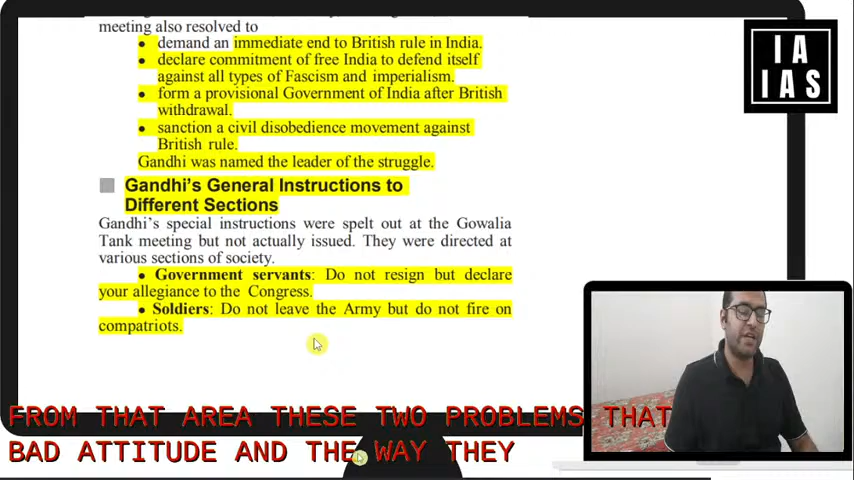 meeting also resolved to
• demand an immediate end to British rule in India.
• declare commitment of free India to defend itself
against all types of Fascism and imperialism.
• form a provisional Government of India after British
withdrawal.
• sanction a civil disobedience movement against
British rule.
Gandhi was named the leader of the struggle.
Gandhi's General Instructions to
Different Sections
Gandhi's special instructions were spelt out at the Gowalia
Tank meeting but not actually issued. They were directed at
various sections of society.
• Government servants: Do not resign but declare
your allegiance to the Congress.
• Soldiers: Do not leave the Army but do not fire on
compatriots.
IA
IAS
FROM THAT AREA THESE TWO PROBLEMS THAT
BAD ATTITUDE AND THE WAY THEY